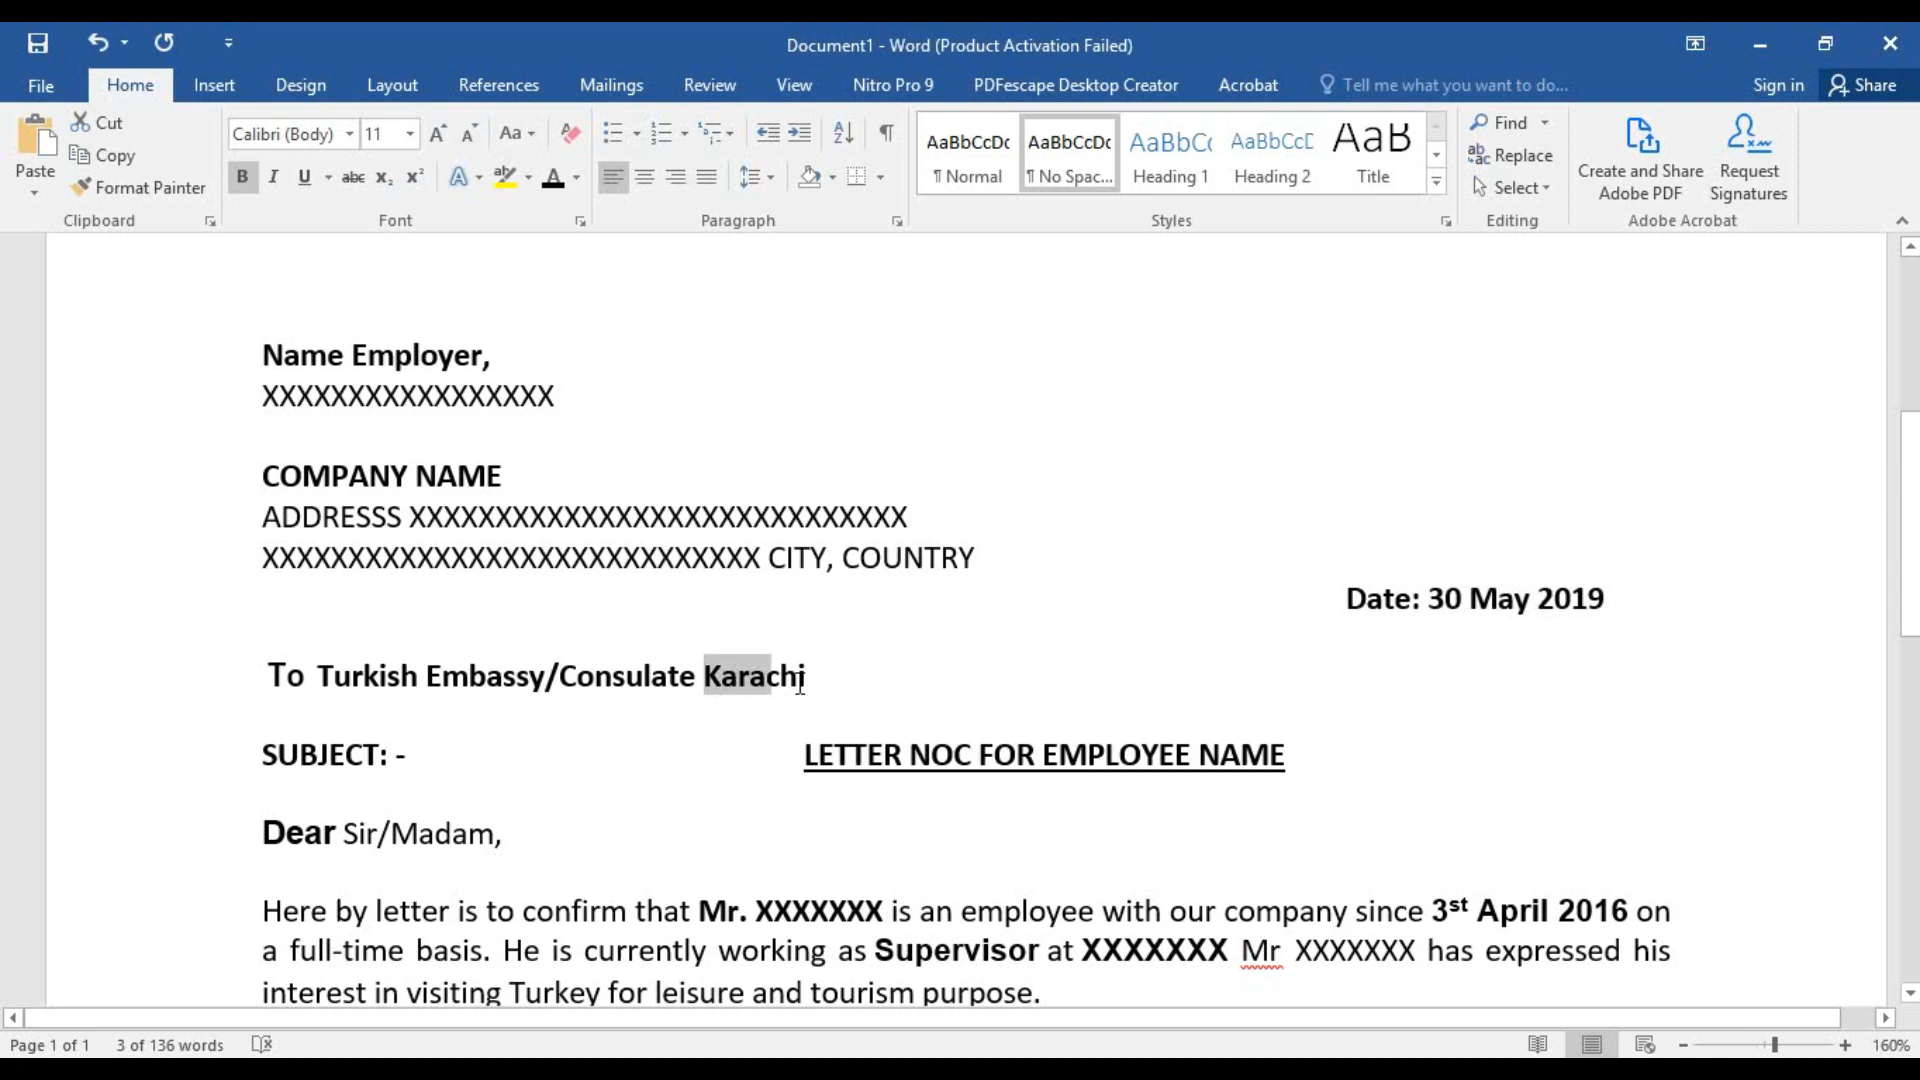 Document1 - Word (Product Activation Failed)
File Home Insert Design Layout References Mailings Review View Nitro Pro 9 PDFescape Desktop Creator Acrobat Tell me what you want to do... Sign in Share
Paste
Cut
Copy
Format Painter
Clipboard
Calibri (Body) 11 Aa
B I U abc x₂ x² A aby A
Font
Paragraph
AaBbCcDc AaBbCcDc AaBbCc AaBbCcD AaB
¶ Normal ¶ No Spac... Heading 1 Heading 2 Title
Styles
Find
Replace
Select
Editing
Create and Share Adobe PDF
Request Signatures
Adobe Acrobat
Name Employer,
XXXXXXXXXXXXXXXXX
COMPANY NAME
ADDRESSS XXXXXXXXXXXXXXXXXXXXXXXXXXXXX
XXXXXXXXXXXXXXXXXXXXXXXXXXXXX CITY, COUNTRY
Date: 30 May 2019
To Turkish Embassy/Consulate Karachi
SUBJECT: - LETTER NOC FOR EMPLOYEE NAME
Dear Sir/Madam,
Here by letter is to confirm that Mr. XXXXXXX is an employee with our company since 3st April 2016 on
a full-time basis. He is currently working as Supervisor at XXXXXXX Mr XXXXXXX has expressed his
interest in visiting Turkey for leisure and tourism purpose.
Page 1 of 1 3 of 136 words 160%